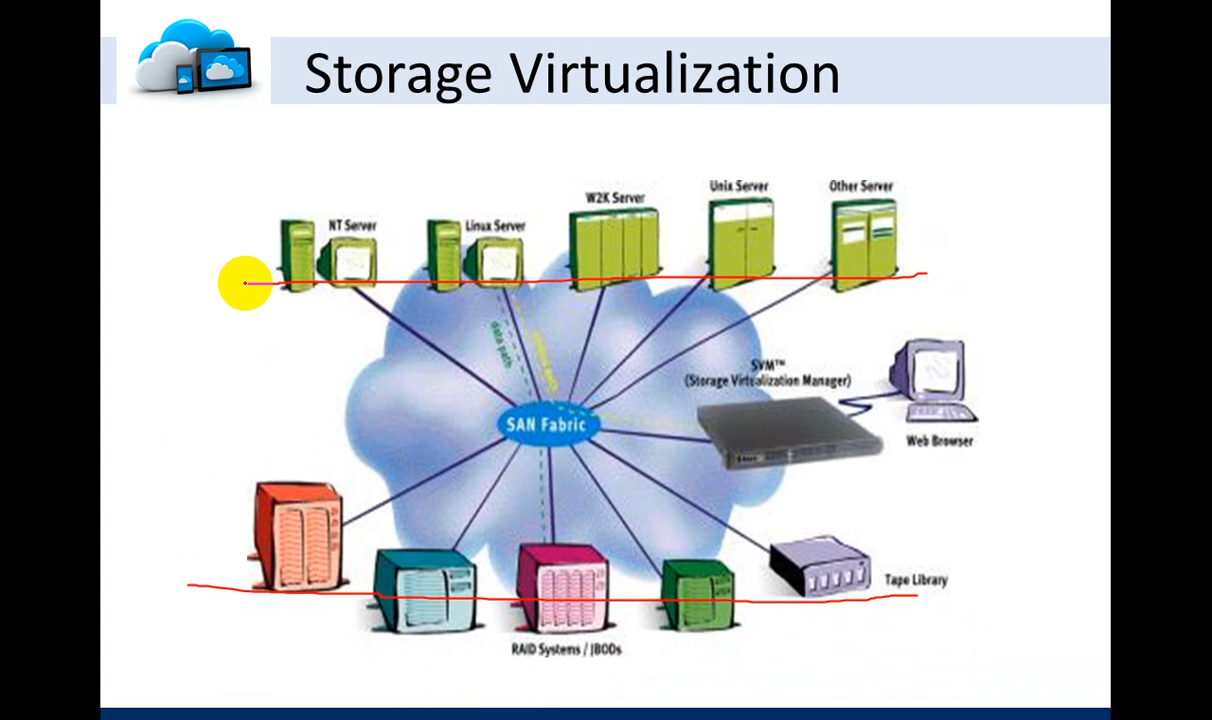 Storage Virtualization
Unix Server
Other Server
W2K Server
NT Server
Linux Server
data path
SVM™
(Storage Virtualization Manager)
SAN Fabric
Web Browser
Tape Library
RAID Systems / JBODs